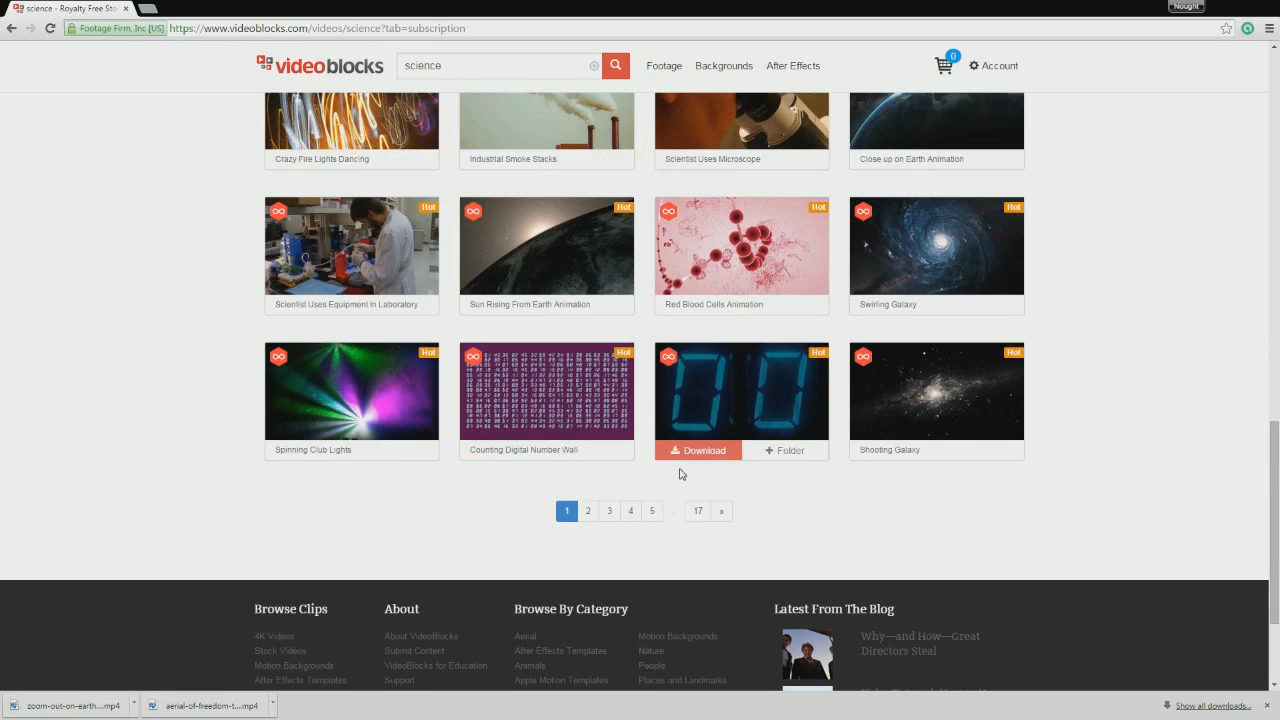 science - Royalty Free Sto
Nought
Footage Firm, Inc [US] https://www.videoblocks.com/videos/science?tab=subscription
videoblocks
science
Footage Backgrounds After Effects
0
Account
Crazy Fire Lights Dancing
Industrial Smoke Stacks
Scientist Uses Microscope
Close up on Earth Animation
Hot
Hot
Hot
Hot
Scientist Uses Equipment In Laboratory
Sun Rising From Earth Animation
Red Blood Cells Animation
Swirling Galaxy
Hot
Hot
00
Hot
Hot
Spinning Club Lights
Counting Digital Number Wall
Download
Folder
Shooting Galaxy
1 2 3 4 5 ... 17 »
Browse Clips
About
Browse By Category
Latest From The Blog
4K Videos
About VideoBlocks
Aerial
Motion Backgrounds
Why—and How—Great
Stock Videos
Submit Content
After Effects Templates
Nature
Directors Steal
Motion Backgrounds
VideoBlocks for Education
Animals
People
After Effects Templates
Support
Apple Motion Templates
Places and Landmarks
zoom-out-on-earth....mp4
aerial-of-freedom-t....mp4
Show all downloads...